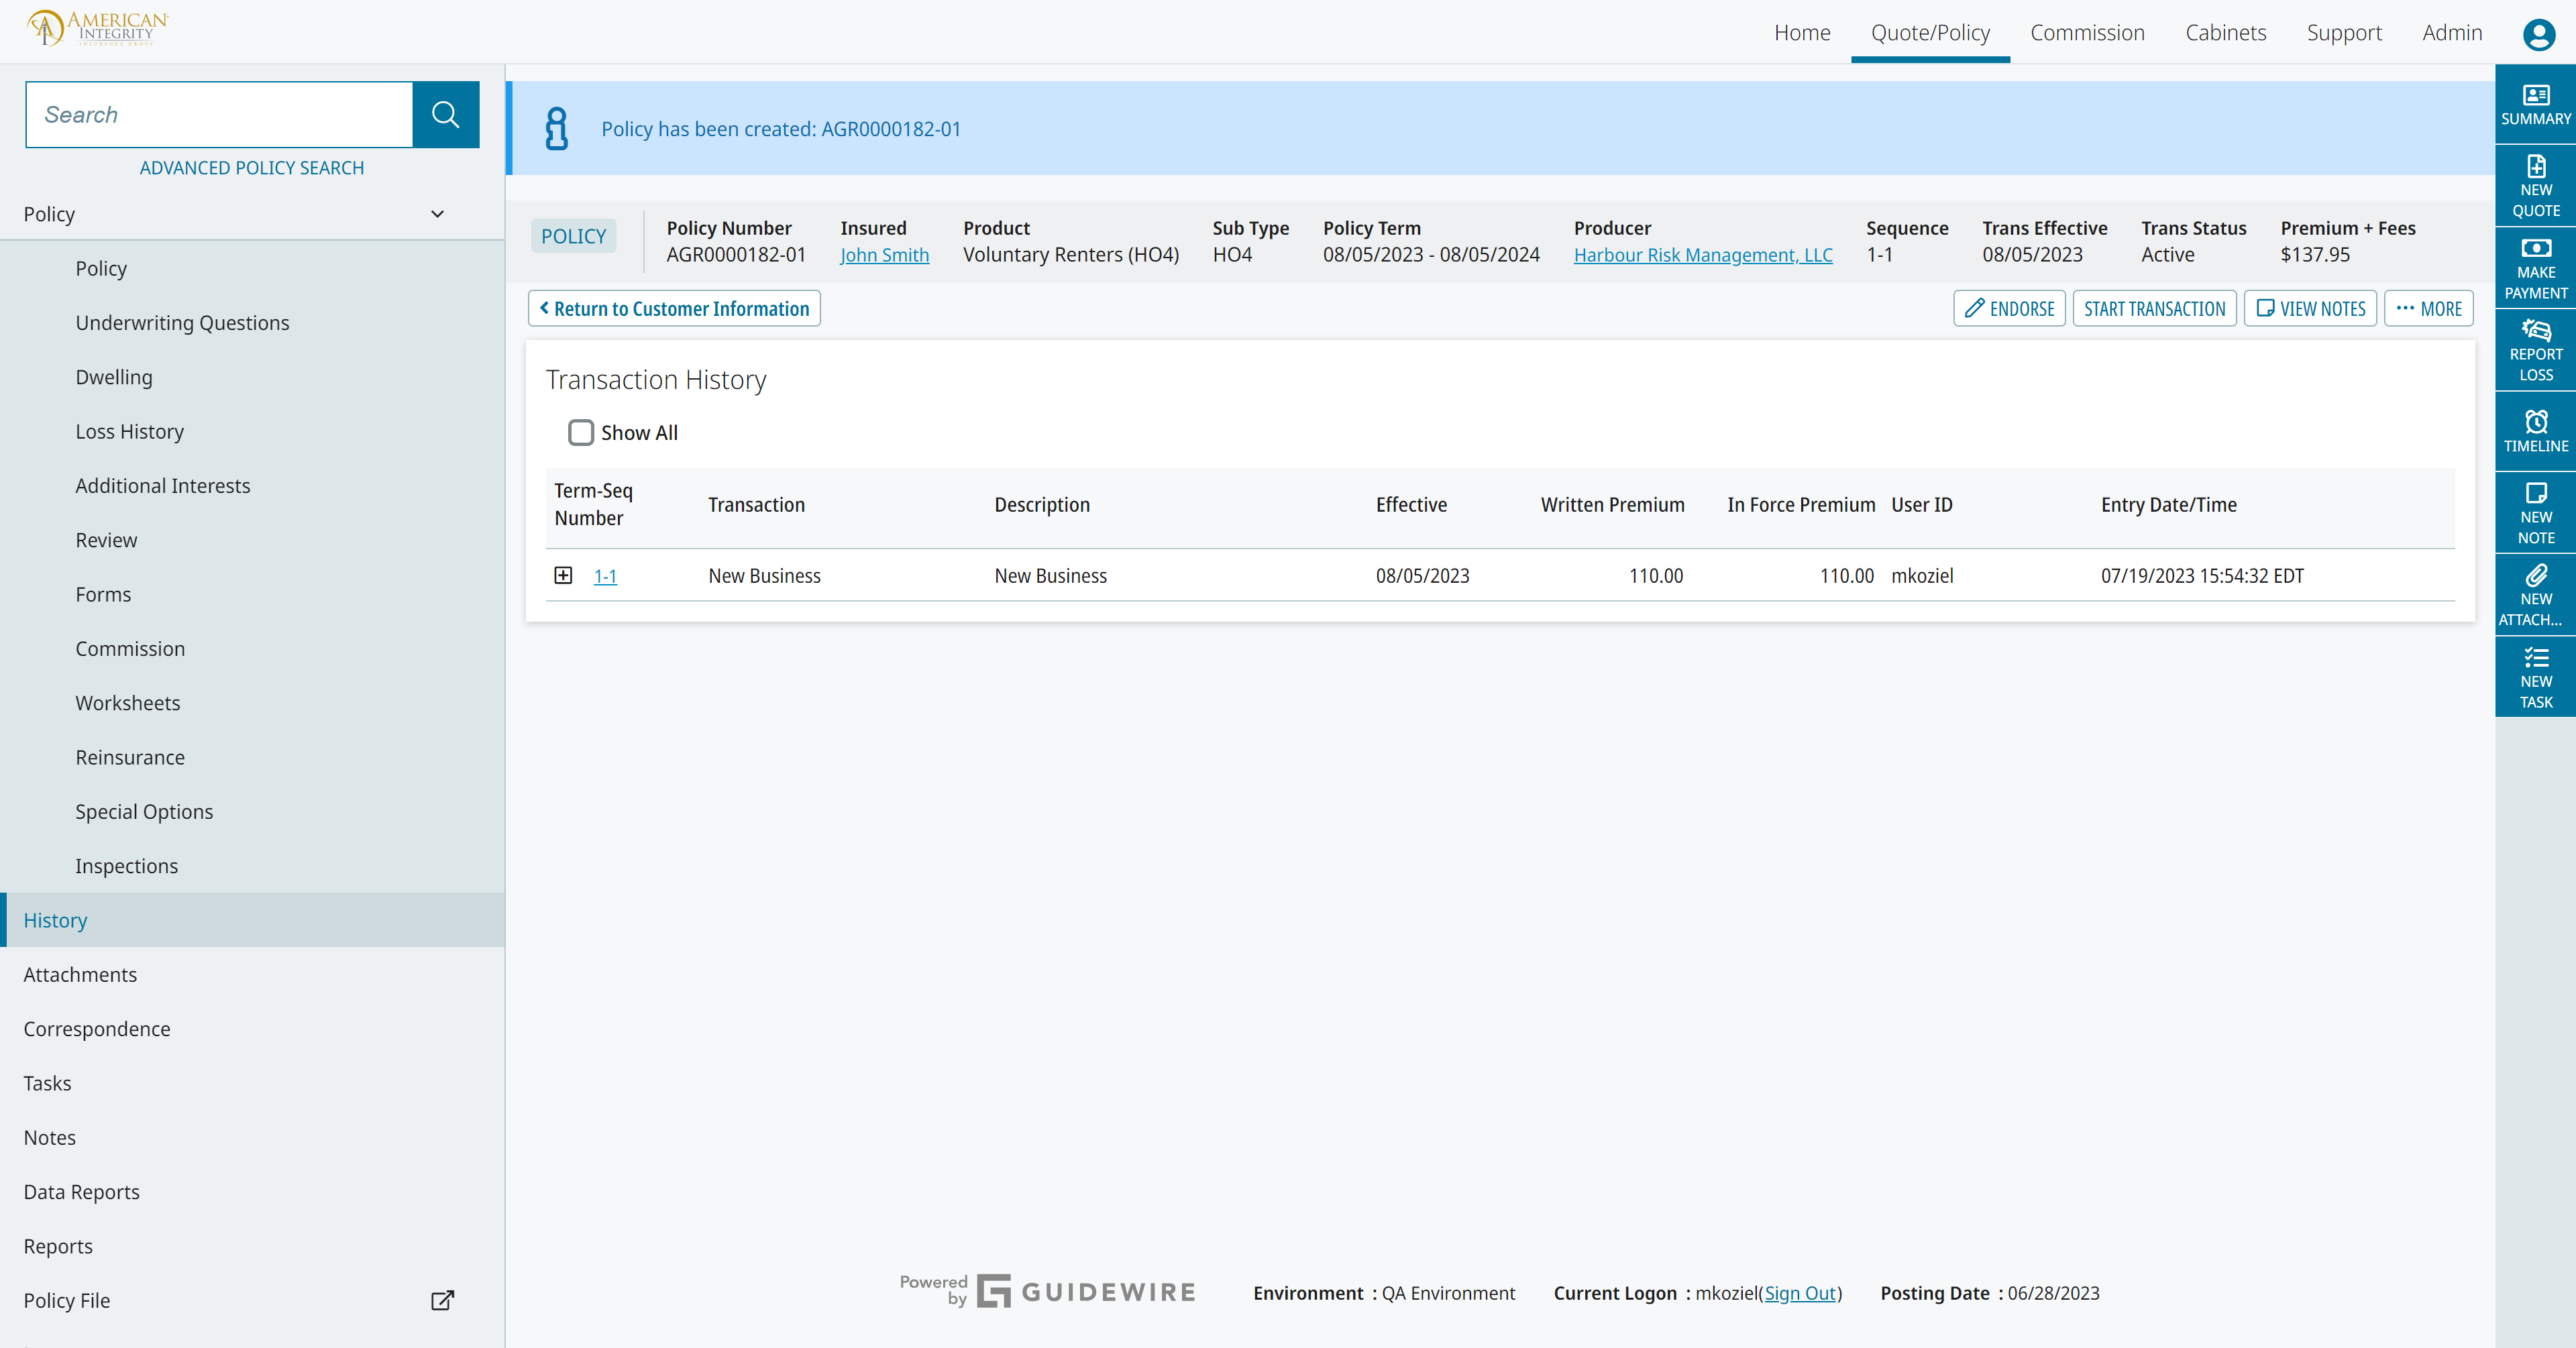 AMERICAN
INTEGRITY
INSURANCE GROUP
Home
Quote/Policy
Commission
Cabinets
Support
Admin
Search
ADVANCED POLICY SEARCH
Policy
Policy
Underwriting Questions
Dwelling
Loss History
Additional Interests
Review
Forms
Commission
Worksheets
Reinsurance
Special Options
Inspections
History
Attachments
Correspondence
Tasks
Notes
Data Reports
Reports
Policy File
Policy has been created: AGR0000182-01
POLICY
Policy Number Insured Product Sub Type Policy Term Producer Sequence Trans Effective Trans Status Premium + Fees
AGR0000182-01 John Smith Voluntary Renters (HO4) HO4 08/05/2023 - 08/05/2024 Harbour Risk Management, LLC 1-1 08/05/2023 Active $137.95
Return to Customer Information
ENDORSE
START TRANSACTION
VIEW NOTES
MORE
Transaction History
Show All
Term-Seq Number Transaction Description Effective Written Premium In Force Premium User ID Entry Date/Time
1-1 New Business New Business 08/05/2023 110.00 110.00 mkoziel 07/19/2023 15:54:32 EDT
SUMMARY
NEW
QUOTE
MAKE
PAYMENT
REPORT
LOSS
TIMELINE
NEW
NOTE
NEW
ATTACH...
NEW
TASK
Powered
by GUIDEWIRE
Environment : QA Environment Current Logon : mkoziel(Sign Out) Posting Date : 06/28/2023